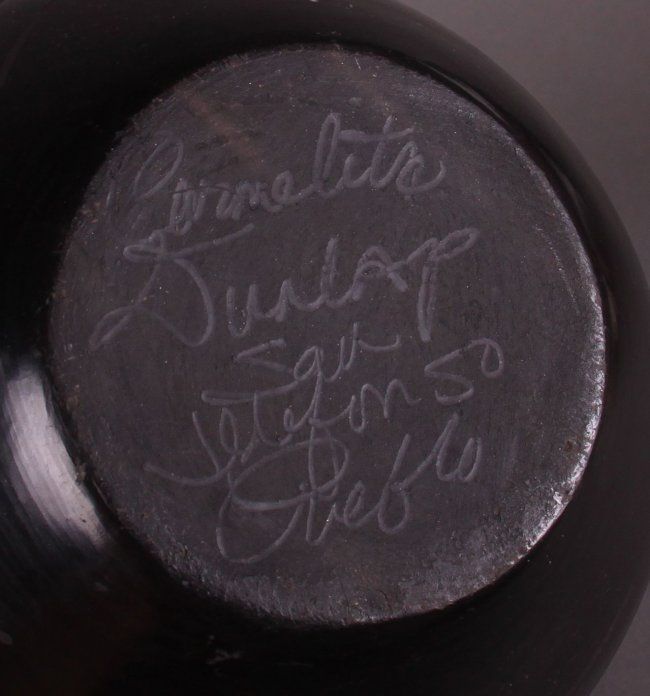 Carmelita
Dunlap
San
Ildefonso
Pueblo